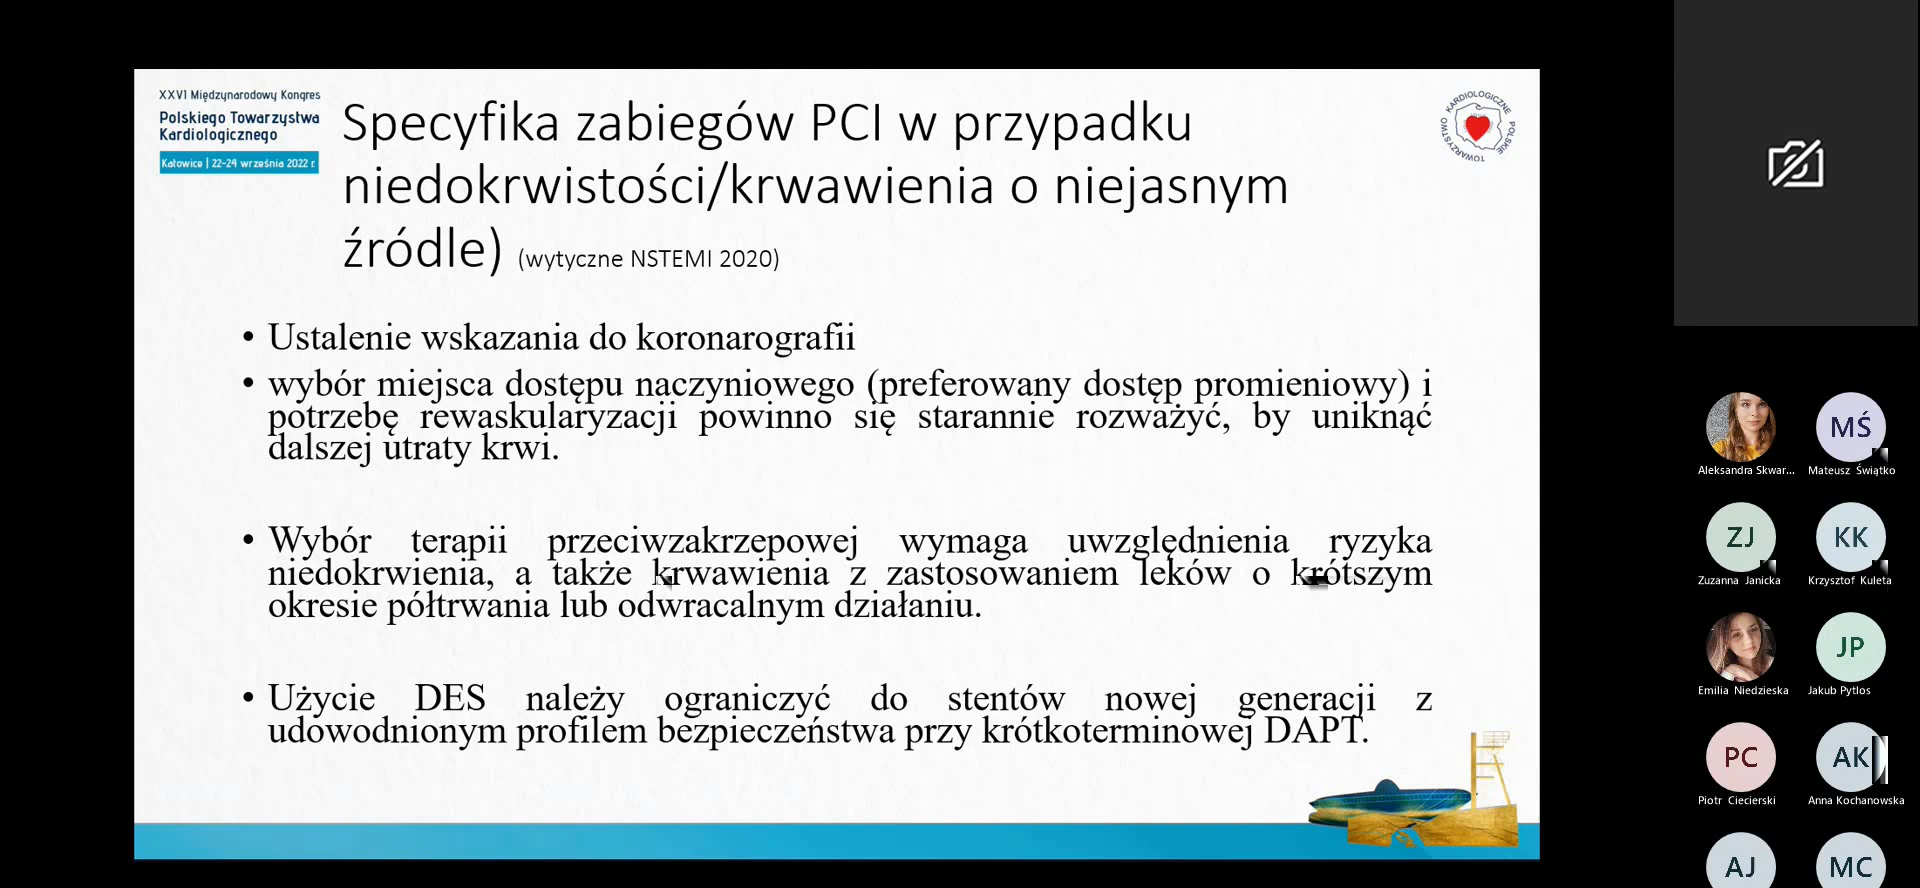 XXVI Międzynarodowy Kongres
Polskiego Towarzystwa
Kardiologicznego
Katowice | 22-24 września 2022 r.
Specyfika zabiegów PCI w przypadku
niedokrwistości/krwawienia o niejasnym
źródle) (wytyczne NSTEMI 2020)
POLSKIE TOWARZYSTWO KARDIOLOGICZNE
• Ustalenie wskazania do koronarografii
• wybór miejsca dostępu naczyniowego (preferowany dostęp promieniowy) i
potrzebę rewaskularyzacji powinno się starannie rozważyć, by uniknąć
dalszej utraty krwi.
• Wybór terapii przeciwzakrzepowej wymaga uwzględnienia ryzyka
niedokrwienia, a także krwawienia z zastosowaniem leków o krótszym
okresie półtrwania lub odwracalnym działaniu.
• Użycie DES należy ograniczyć do stentów nowej generacji z
udowodnionym profilem bezpieczeństwa przy krótkoterminowej DAPT.
MŚ
Aleksandra Skwar...
Mateusz Świątko
ZJ
KK
Zuzanna Janicka
Krzysztof Kuleta
JP
Emilia Niedzieska
Jakub Pytlos
PC
AK
Piotr Ciecierski
Anna Kochanowska
AJ
MC